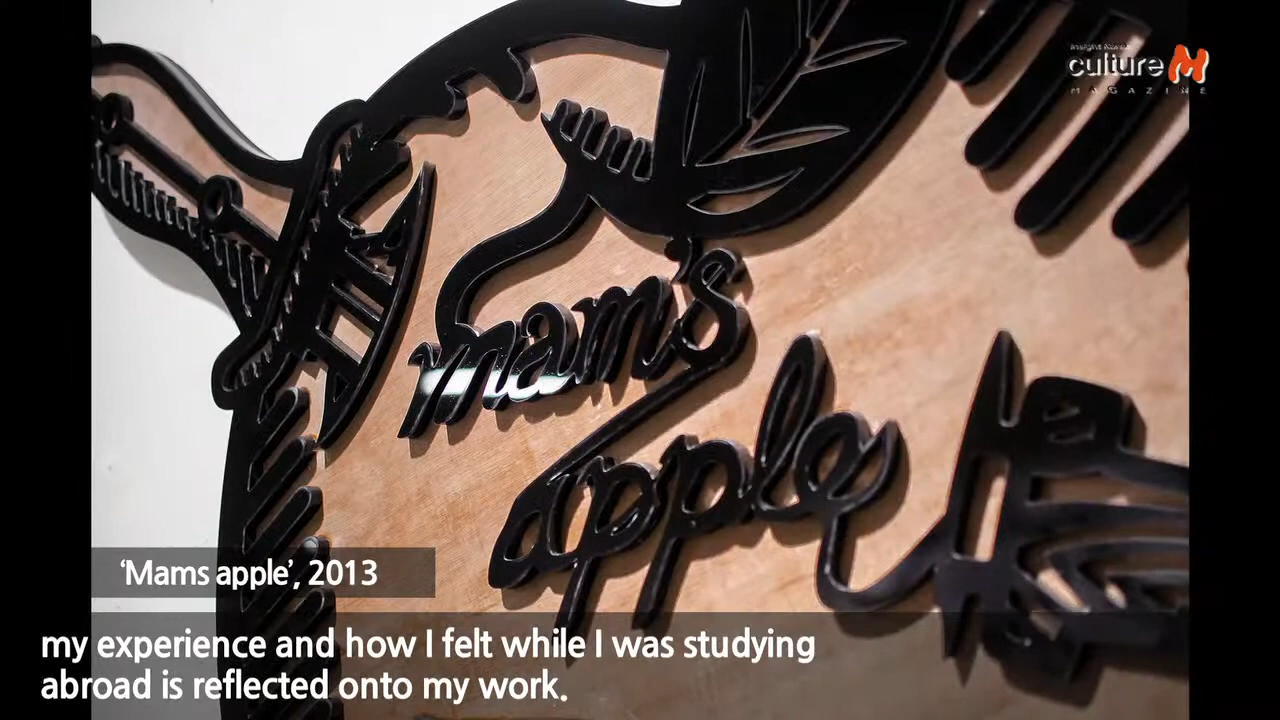 culture M
MAGAZINE
mam's
apple
‘Mams apple’, 2013
my experience and how I felt while I was studying
abroad is reflected onto my work.